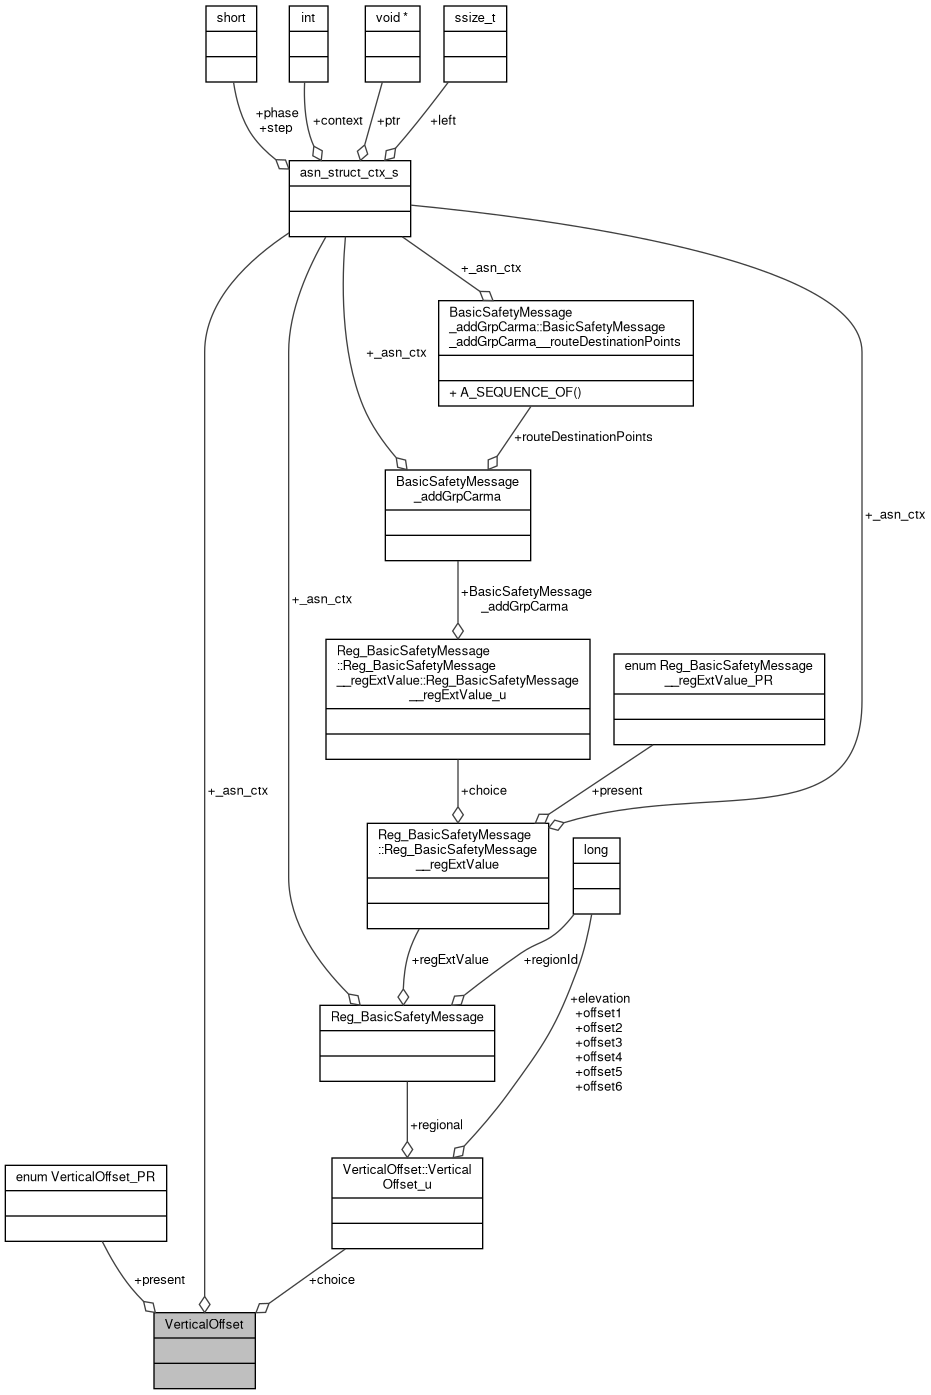 short
int
void *
ssize_t
+phase
+step
+context
+ptr
+left
asn_struct_ctx_s
+_asn_ctx
BasicSafetyMessage
_addGrpCarma::BasicSafetyMessage
_addGrpCarma__routeDestinationPoints
+ A_SEQUENCE_OF()
+_asn_ctx
+routeDestinationPoints
BasicSafetyMessage
_addGrpCarma
+_asn_ctx
+_asn_ctx
+BasicSafetyMessage
_addGrpCarma
Reg_BasicSafetyMessage
::Reg_BasicSafetyMessage
__regExtValue::Reg_BasicSafetyMessage
__regExtValue_u
enum Reg_BasicSafetyMessage
__regExtValue_PR
+_asn_ctx
+choice
+present
Reg_BasicSafetyMessage
::Reg_BasicSafetyMessage
__regExtValue
long
+regExtValue
+regionId
+elevation
+offset1
+offset2
+offset3
+offset4
+offset5
+offset6
Reg_BasicSafetyMessage
+regional
VerticalOffset::Vertical
Offset_u
enum VerticalOffset_PR
+present
+choice
VerticalOffset